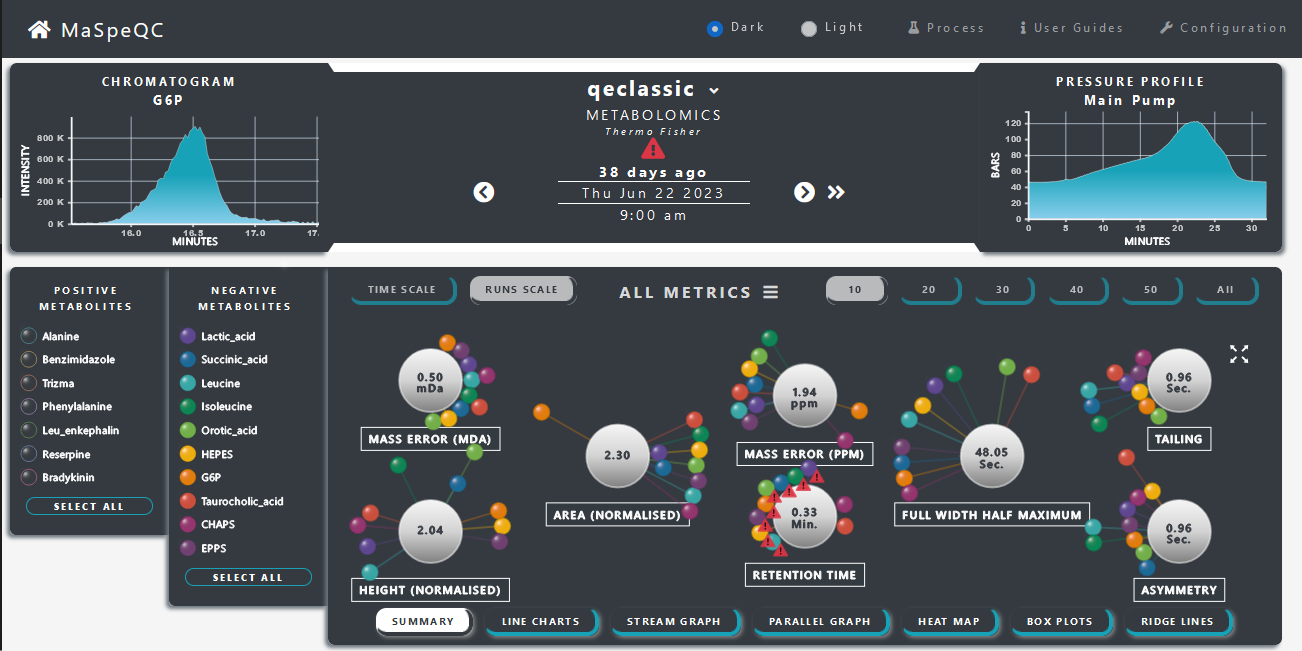 MaSpeQC
Dark
Light
Process
User Guides
Configuration
CHROMATOGRAM
G6P
INTENSITY
800 K
600 K
400 K
200 K
0 K
16.0
16.5
17.0
17.
MINUTES
qeclassic
METABOLOMICS
Thermo Fisher
38 days ago
Thu Jun 22 2023
9:00 am
PRESSURE PROFILE
Main Pump
BARS
120
100
80
60
40
20
0
0
5
10
15
20
25
30
MINUTES
POSITIVE
METABOLITES
Alanine
Benzimidazole
Trizma
Phenylalanine
Leu_enkephalin
Reserpine
Bradykinin
SELECT ALL
NEGATIVE
METABOLITES
Lactic_acid
Succinic_acid
Leucine
Isoleucine
Orotic_acid
HEPES
G6P
Taurocholic_acid
CHAPS
EPPS
SELECT ALL
TIME SCALE
RUNS SCALE
ALL METRICS
10
20
30
40
50
All
0.50
mDa
MASS ERROR (MDA)
2.04
HEIGHT (NORMALISED)
2.30
AREA (NORMALISED)
1.94
ppm
MASS ERROR (PPM)
0.33
Min.
RETENTION TIME
48.05
Sec.
FULL WIDTH HALF MAXIMUM
0.96
Sec.
TAILING
0.96
Sec.
ASYMMETRY
SUMMARY
LINE CHARTS
STREAM GRAPH
PARALLEL GRAPH
HEAT MAP
BOX PLOTS
RIDGE LINES